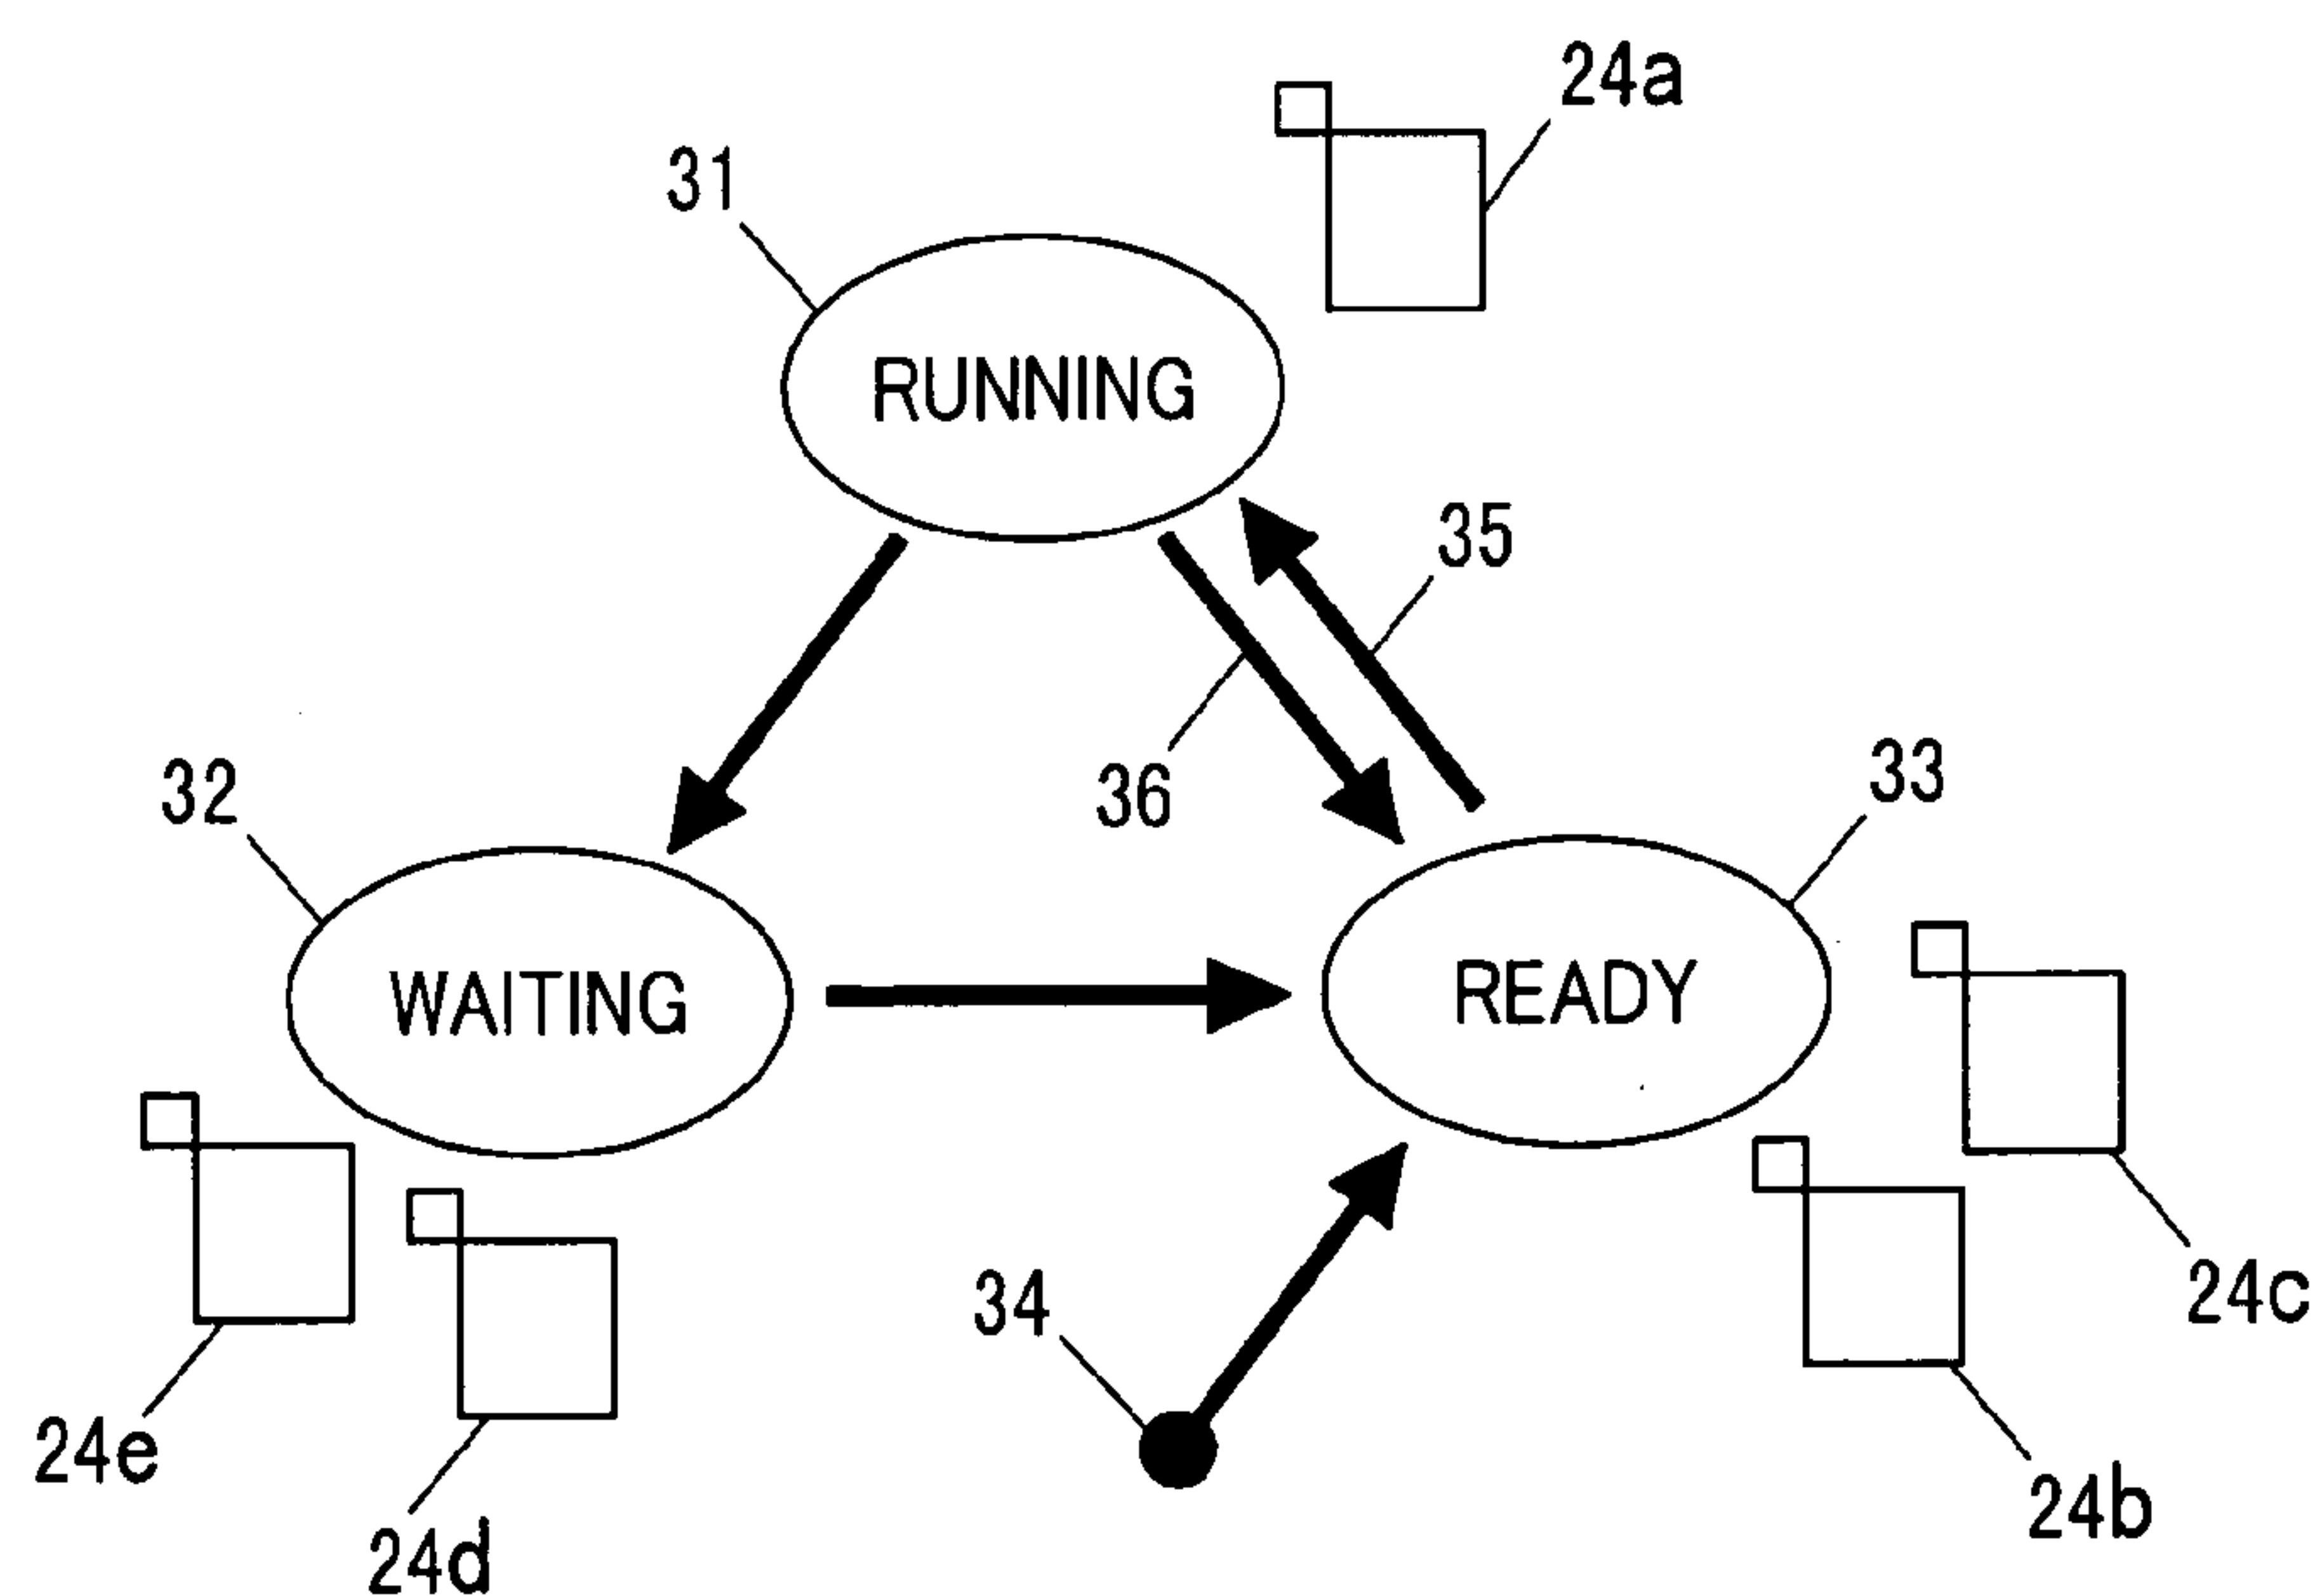 24a
31
RUNNING
35
36
32
33
WAITING
READY
34
24c
24e
24b
24d